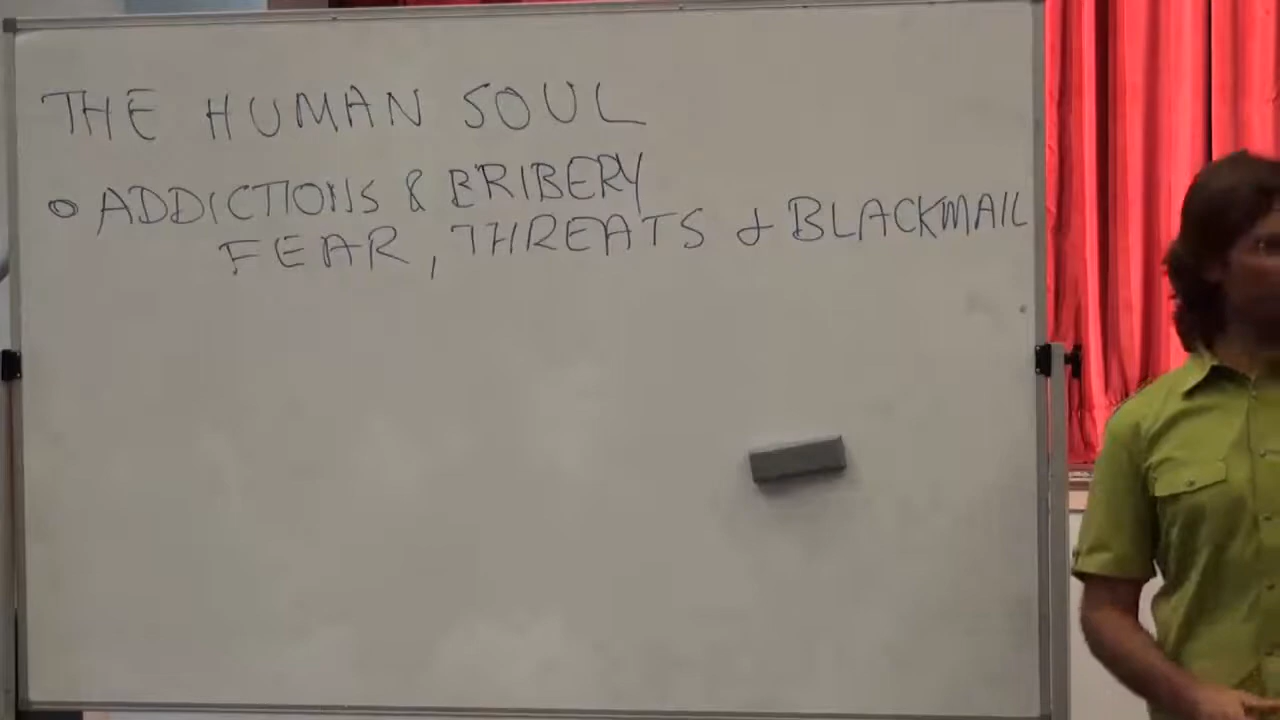 THE HUMAN SOUL
o ADDICTIONS & BRIBERY
FEAR, THREATS & BLACKMAIL